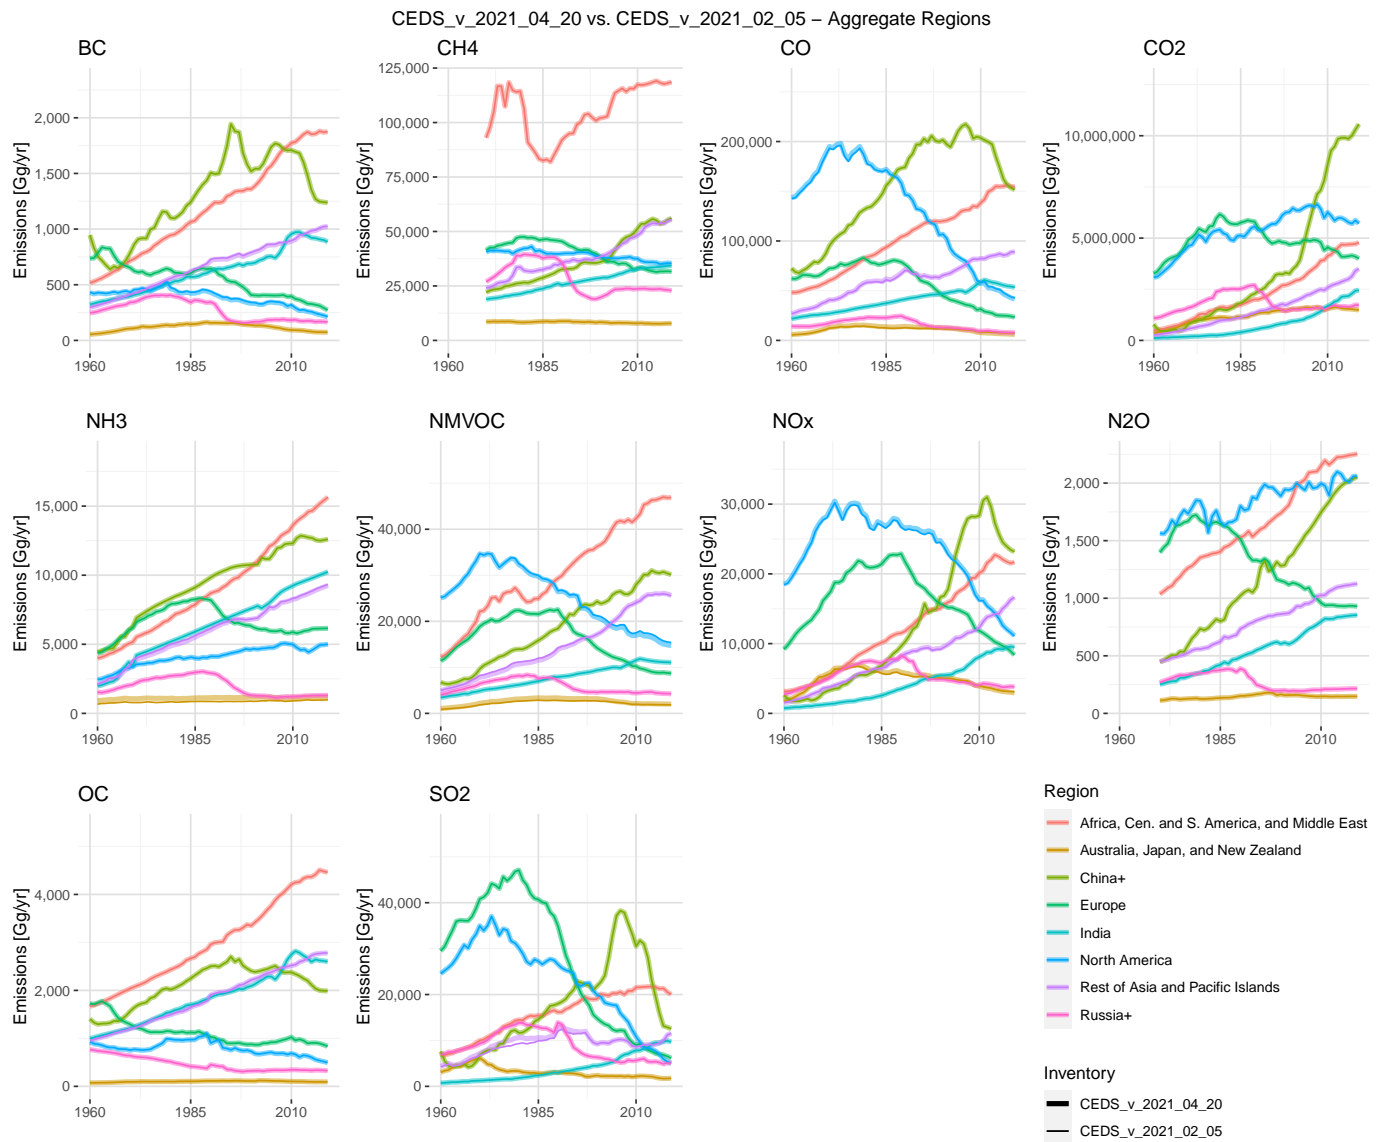 CEDS_v_2021_04_20 vs. CEDS_v_2021_02_05 − Aggregate Regions
BC
Emissions [Gg/yr]
2,000
1,500
1,000
500
0
1960 1985 2010
CH4
Emissions [Gg/yr]
125,000
100,000
75,000
50,000
25,000
0
1960 1985 2010
CO
Emissions [Gg/yr]
200,000
100,000
0
1960 1985 2010
CO2
Emissions [Gg/yr]
10,000,000
5,000,000
0
1960 1985 2010
NH3
Emissions [Gg/yr]
15,000
10,000
5,000
0
1960 1985 2010
NMVOC
Emissions [Gg/yr]
40,000
20,000
0
1960 1985 2010
NOx
Emissions [Gg/yr]
30,000
20,000
10,000
0
1960 1985 2010
N2O
Emissions [Gg/yr]
2,000
1,500
1,000
500
0
1960 1985 2010
OC
Emissions [Gg/yr]
4,000
2,000
0
1960 1985 2010
SO2
Emissions [Gg/yr]
40,000
20,000
0
1960 1985 2010
Region
Africa, Cen. and S. America, and Middle East
Australia, Japan, and New Zealand
China+
Europe
India
North America
Rest of Asia and Pacific Islands
Russia+
Inventory
CEDS_v_2021_04_20
CEDS_v_2021_02_05